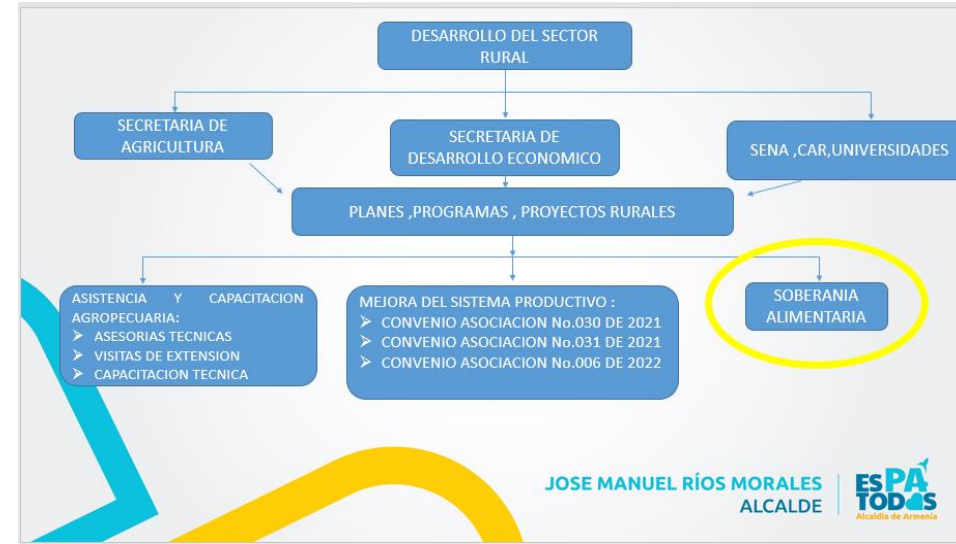 DESARROLLO DEL SECTOR
RURAL
SECRETARIA DE
AGRICULTURA
SECRETARIA DE
DESARROLLO ECONOMICO
SENA ,CAR,UNIVERSIDADES
PLANES ,PROGRAMAS , PROYECTOS RURALES
ASISTENCIA Y CAPACITACION
AGROPECUARIA:
➢ ASESORIAS TECNICAS
➢ VISITAS DE EXTENSION
➢ CAPACITACION TECNICA
MEJORA DEL SISTEMA PRODUCTIVO :
➢ CONVENIO ASOCIACION No.030 DE 2021
➢ CONVENIO ASOCIACION No.031 DE 2021
➢ CONVENIO ASOCIACION No.006 DE 2022
SOBERANIA
ALIMENTARIA
JOSE MANUEL RÍOS MORALES
ALCALDE
ES PA
TODOS
Alcaldía de Armenia